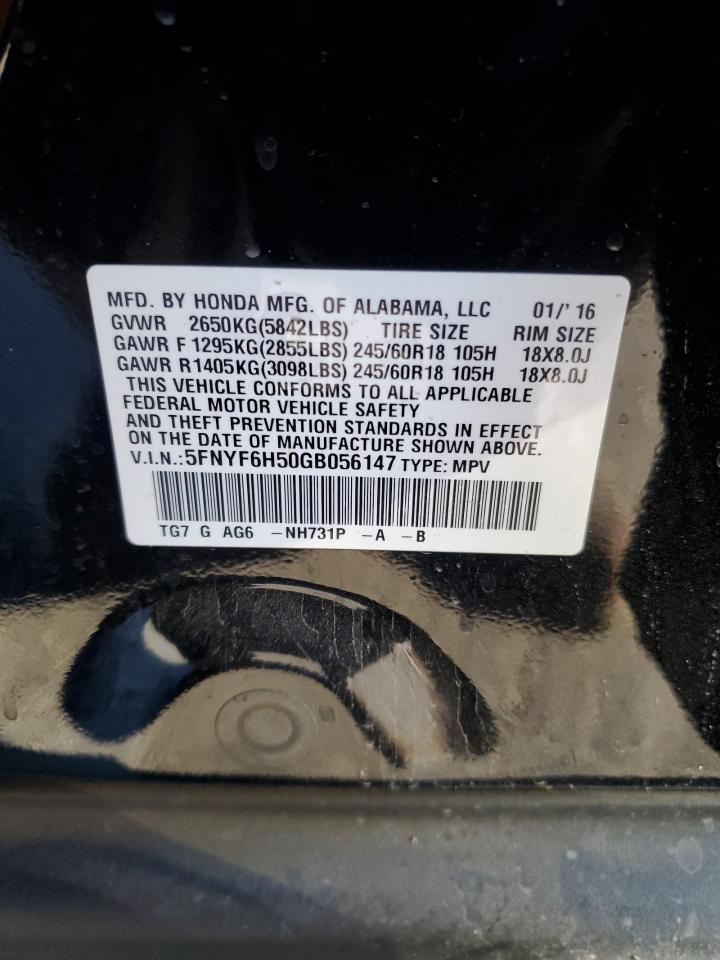 MFD. BY HONDA MFG. OF ALABAMA, LLC 01/' 16
GVWR 2650KG(5842LBS) TIRE SIZE RIM SIZE
GAWR F 1295KG(2855LBS) 245/60R18 105H 18X8.0J
GAWR R1405KG(3098LBS) 245/60R18 105H 18X8.0J
THIS VEHICLE CONFORMS TO ALL APPLICABLE
FEDERAL MOTOR VEHICLE SAFETY
AND THEFT PREVENTION STANDARDS IN EFFECT
ON THE DATE OF MANUFACTURE SHOWN ABOVE.
V.I.N.:5FNYF6H50GB056147 TYPE: MPV
TG7 G AG6 -NH731P -A -B